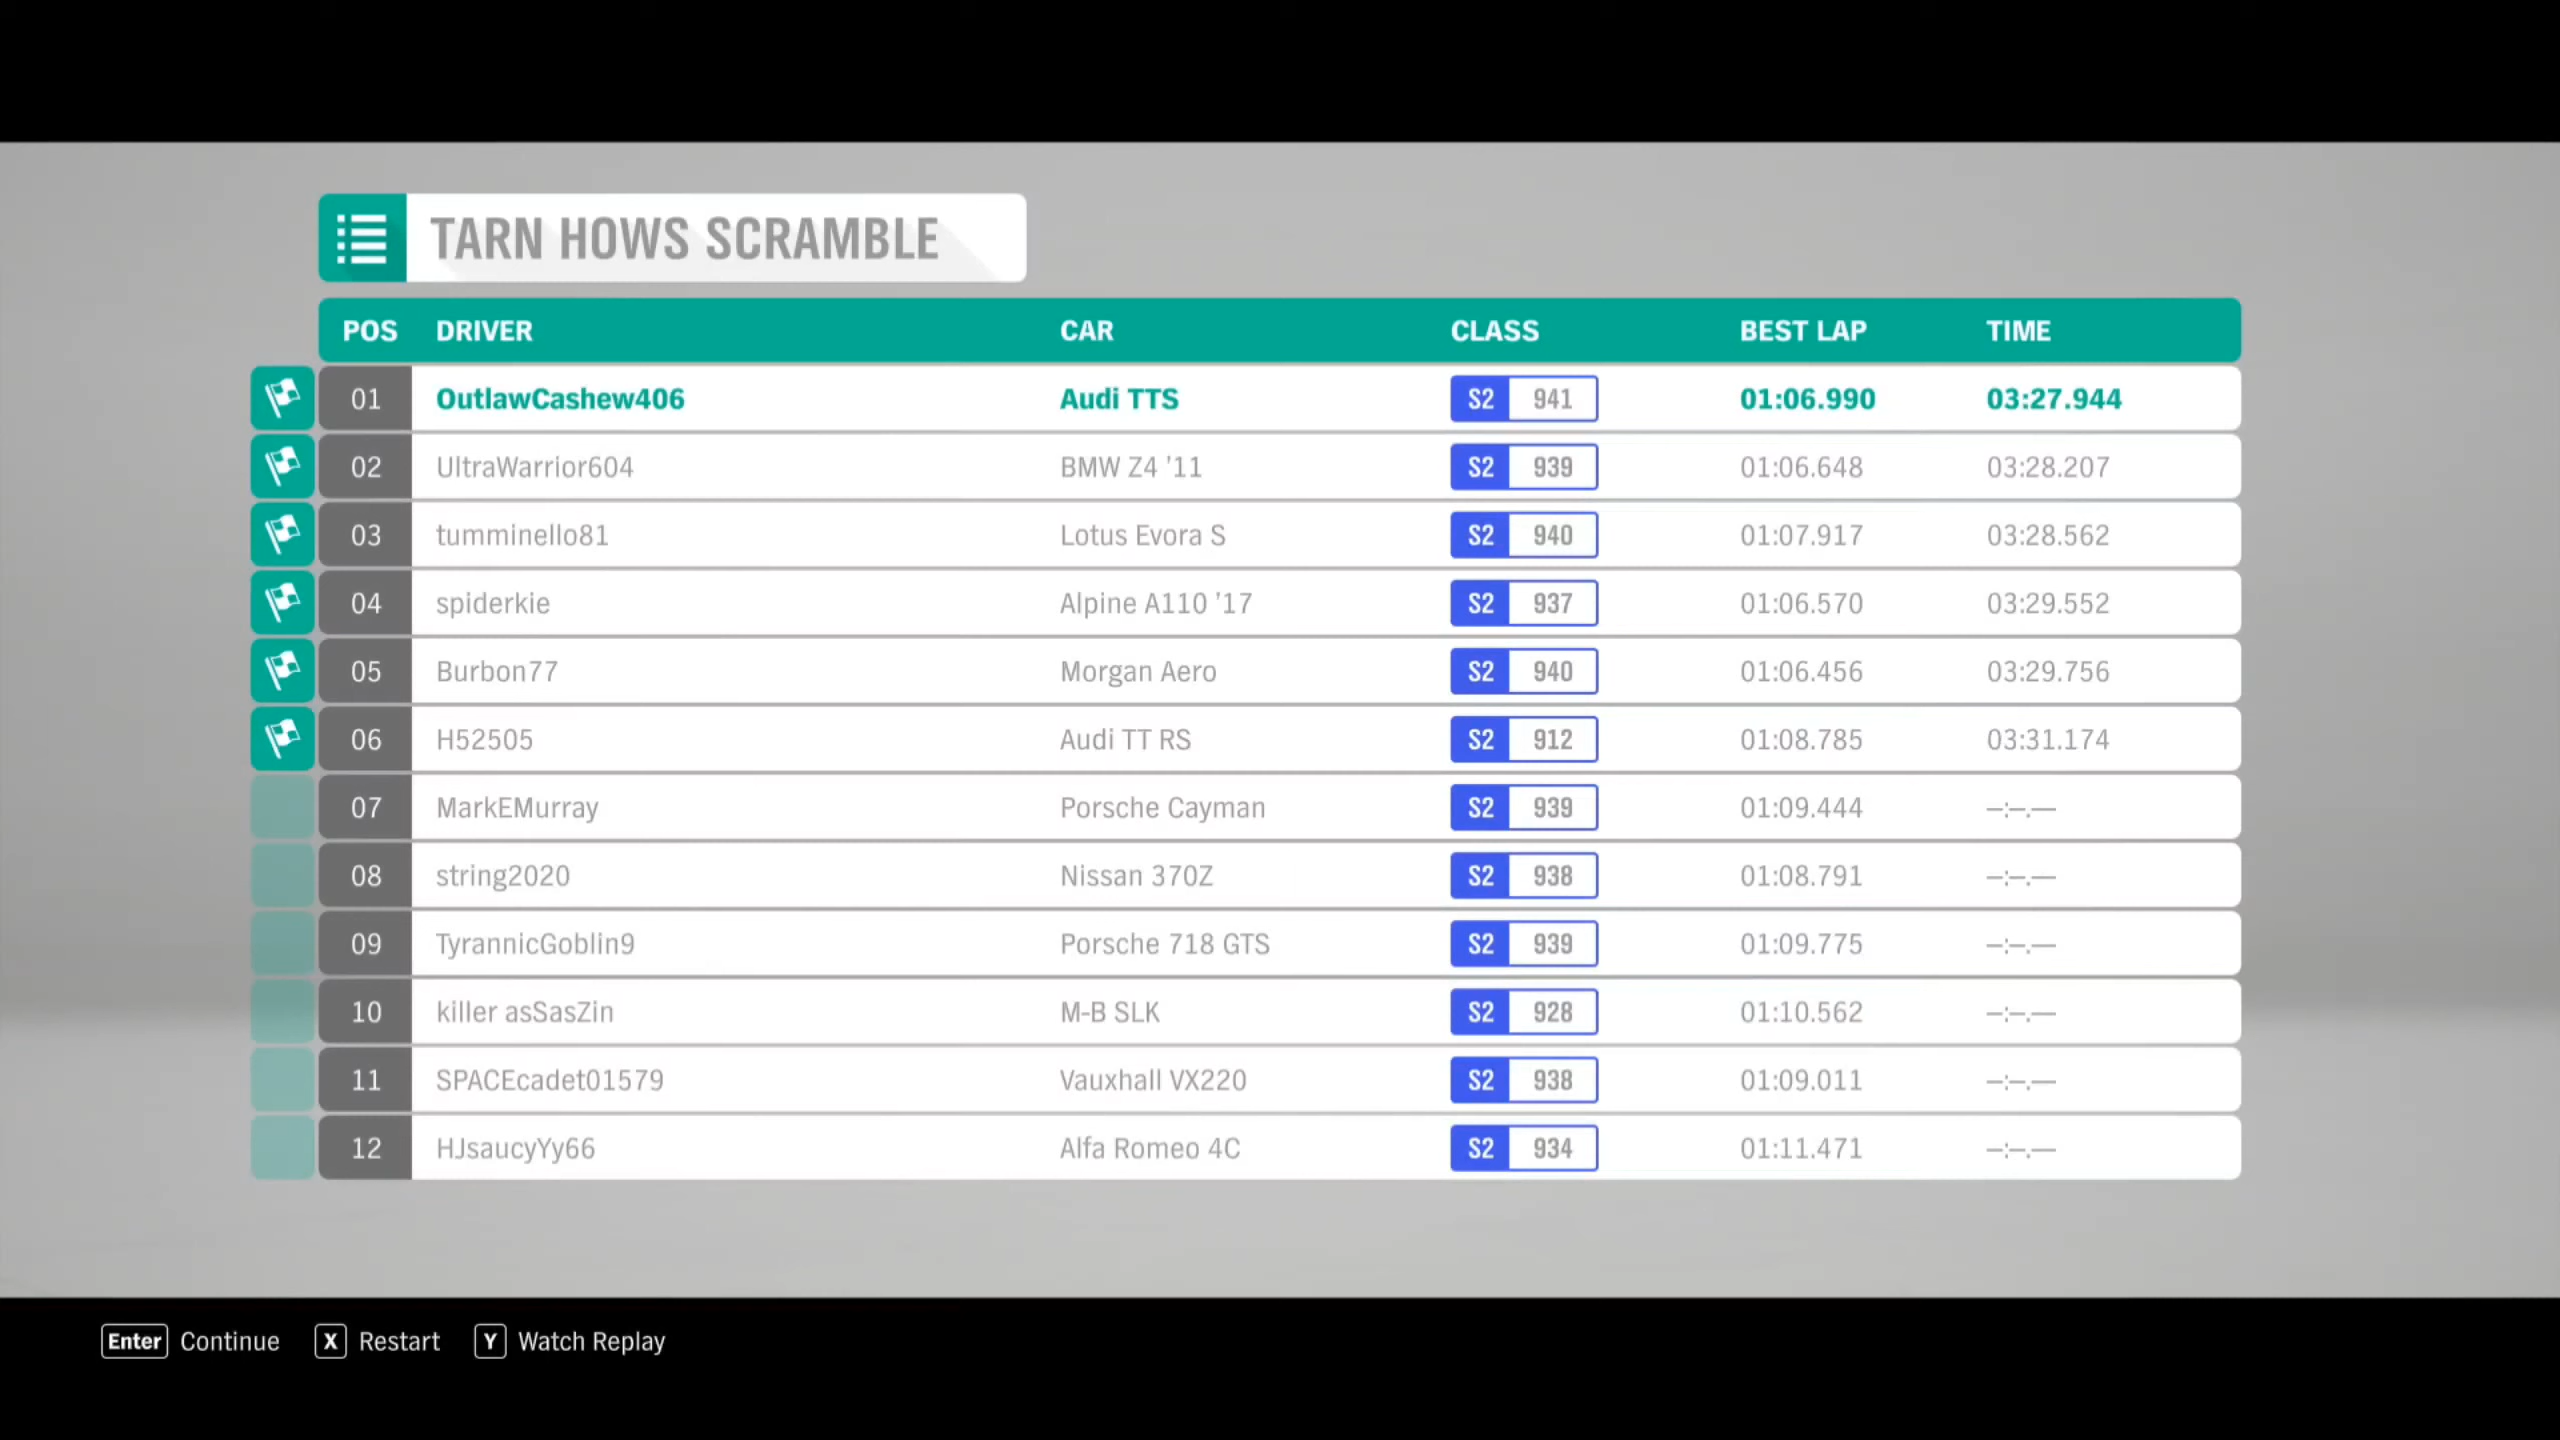 TARN HOWS SCRAMBLE
POS DRIVER CAR CLASS BEST LAP TIME
01 OutlawCashew406 Audi TTS S2 941 01:06.990 03:27.944
02 UltraWarrior604 BMW Z4 '11 S2 939 01:06.648 03:28.207
03 tumminello81 Lotus Evora S S2 940 01:07.917 03:28.562
04 spiderkie Alpine A110 '17 S2 937 01:06.570 03:29.552
05 Burbon77 Morgan Aero S2 940 01:06.456 03:29.756
06 H52505 Audi TT RS S2 912 01:08.785 03:31.174
07 MarkEMurray Porsche Cayman S2 939 01:09.444 –:–.––
08 string2020 Nissan 370Z S2 938 01:08.791 –:–.––
09 TyrannicGoblin9 Porsche 718 GTS S2 939 01:09.775 –:–.––
10 killer asSasZin M-B SLK S2 928 01:10.562 –:–.––
11 SPACEcadet01579 Vauxhall VX220 S2 938 01:09.011 –:–.––
12 HJsaucyYy66 Alfa Romeo 4C S2 934 01:11.471 –:–.––
Enter Continue X Restart Y Watch Replay